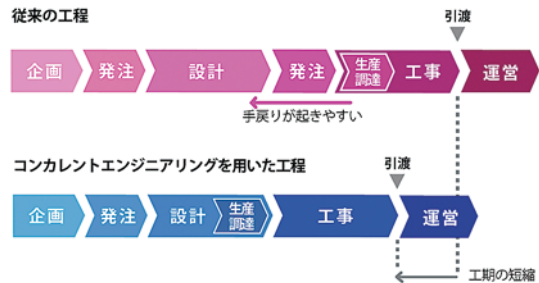 従来の工程
引渡
企画 発注 設計 発注 生産 調達 工事 運営
手戻りが起きやすい
コンカレントエンジニアリングを用いた工程
引渡
企画 発注 設計 生産 調達 工事 運営
工期の短縮